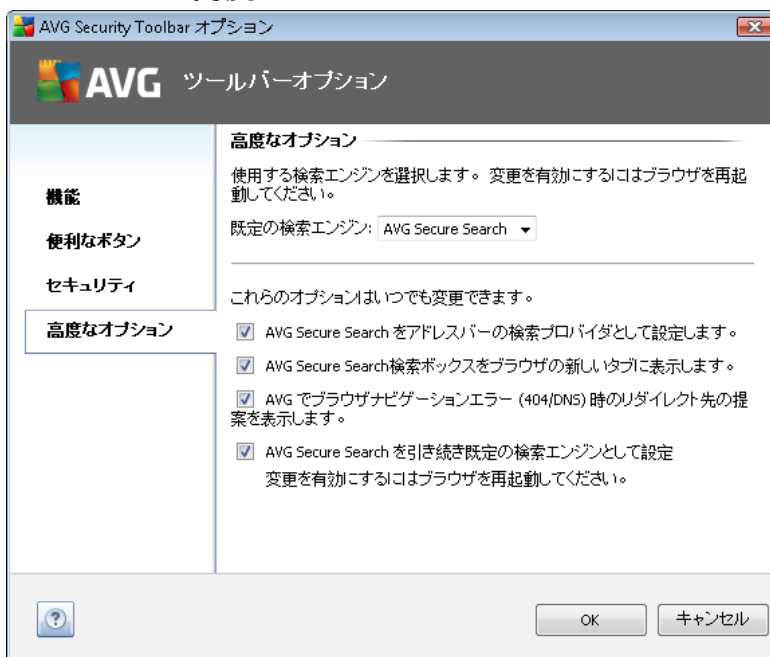 AVG Security Toolbar オプション
AVG ツールバーオプション
機能
便利なボタン
セキュリティ
高度なオプション
高度なオプション
使用する検索エンジンを選択します。 変更を有効にするにはブラウザを再起
動してください。
既定の検索エンジン: AVG Secure Search
これらのオプションはいつでも変更できます。
AVG Secure Search をアドレスバーの検索プロバイダとして設定します。
AVG Secure Search検索ボックスをブラウザの新しいタブに表示します。
AVG でブラウザナビゲーションエラー (404/DNS) 時のリダイレクト先の提
案を表示します。
AVG Secure Search を引き続き既定の検索エンジンとして設定
変更を有効にするにはブラウザを再起動してください。
?
OK
キャンセル